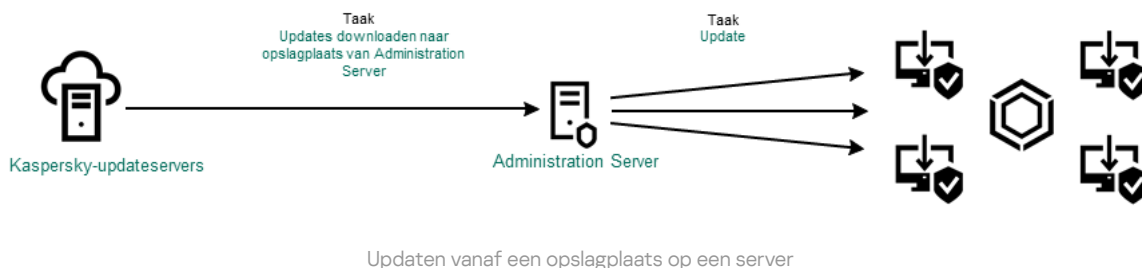 Taak
Updates downloaden naar
opslagplaats van Administration
Server
Taak
Update
Kaspersky-updateservers
Administration Server
Updaten vanaf een opslagplaats op een server